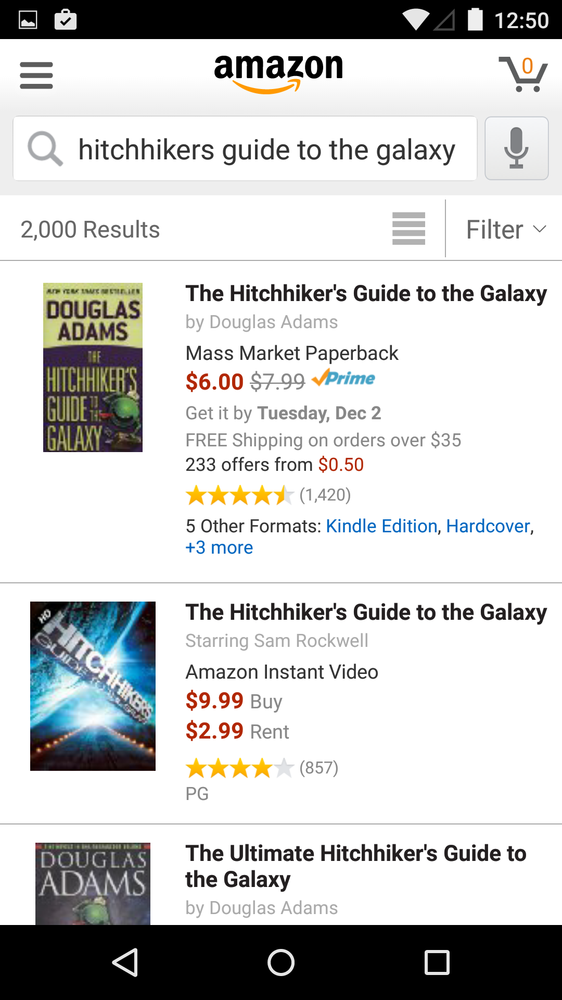 12:50
amazon
0
hitchhikers guide to the galaxy
2,000 Results
Filter
NEW YORK TIMES BESTSELLER
DOUGLAS
ADAMS
THE
HITCHHIKER'S
GUIDE TO
THE
GALAXY
The Hitchhiker's Guide to the Galaxy
by Douglas Adams
Mass Market Paperback
$6.00 $7.99 Prime
Get it by Tuesday, Dec 2
FREE Shipping on orders over $35
233 offers from $0.50
(1,420)
5 Other Formats: Kindle Edition, Hardcover,
+3 more
HD
HITCHHIKERS
GUIDE
The Hitchhiker's Guide to the Galaxy
Starring Sam Rockwell
Amazon Instant Video
$9.99 Buy
$2.99 Rent
(857)
PG
DOUGLAS
ADAMS
The Ultimate Hitchhiker's Guide to
the Galaxy
by Douglas Adams